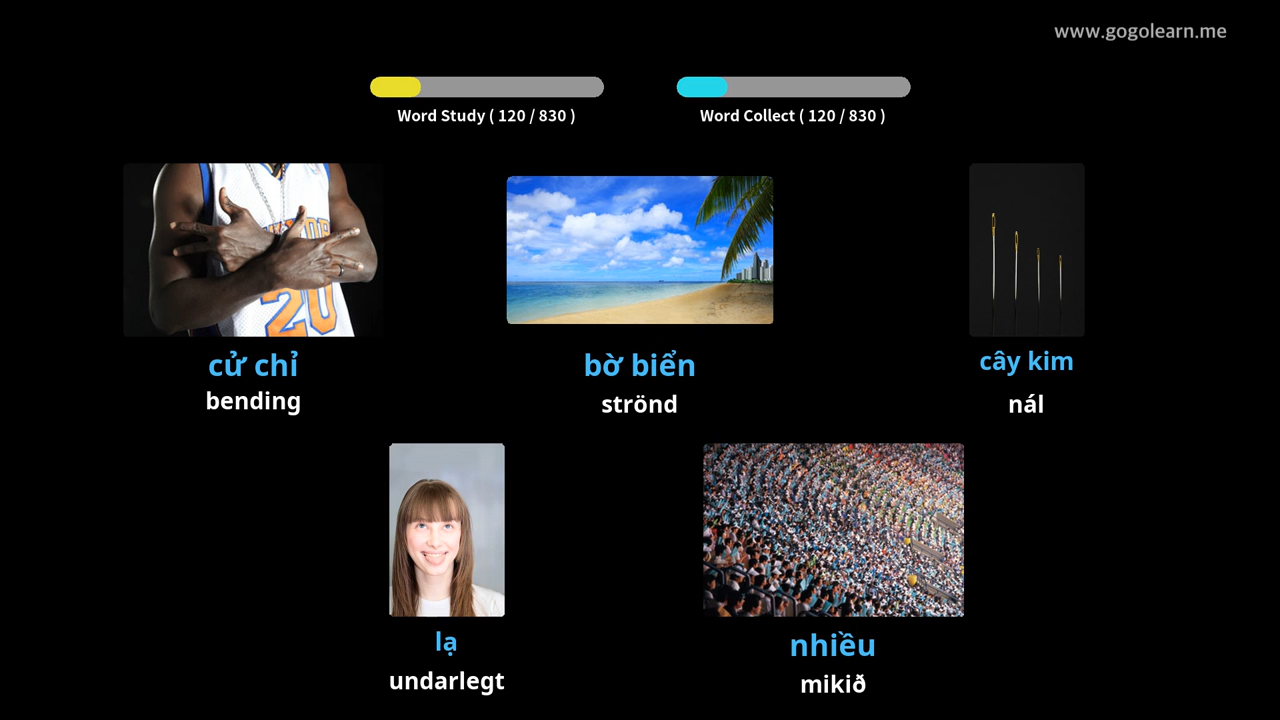 www.gogolearn.me
Word Study ( 120 / 830 )
Word Collect ( 120 / 830 )
20
cử chỉ
bending
bờ biển
strönd
cây kim
nál
lạ
undarlegt
nhiều
mikið